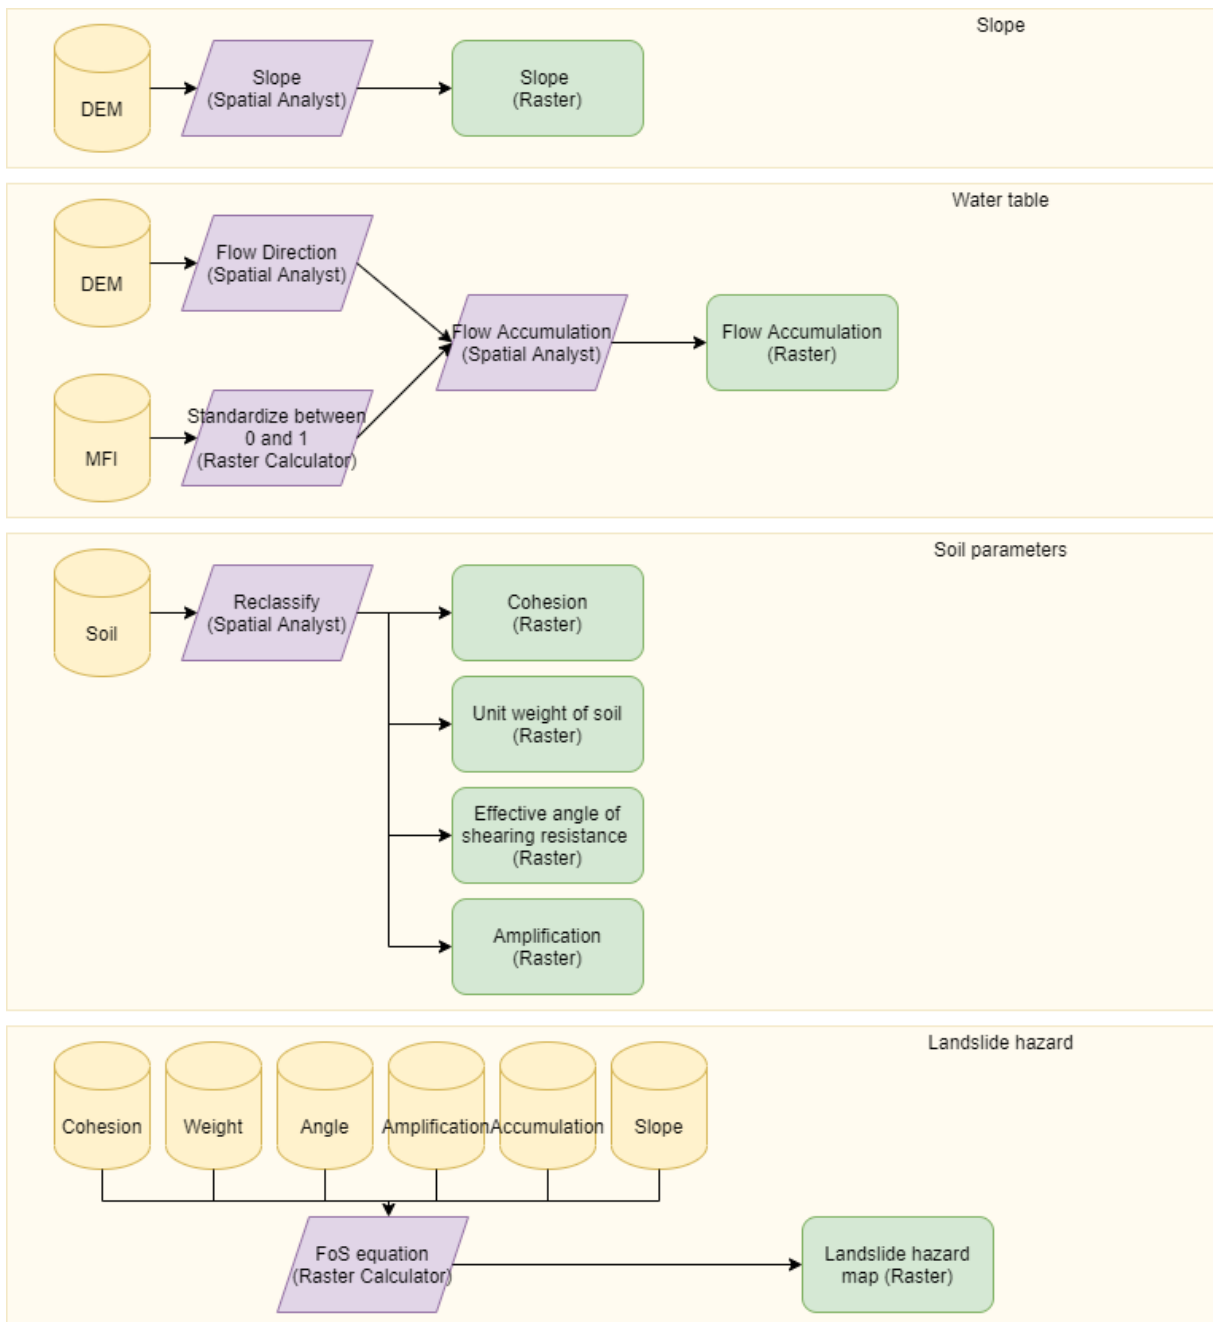 Slope
DEM
Slope
(Spatial Analyst)
Slope
(Raster)
Water table
DEM
Flow Direction
(Spatial Analyst)
Flow Accumulation
(Spatial Analyst)
Flow Accumulation
(Raster)
MFI
Standardize between
0 and 1
(Raster Calculator)
Soil parameters
Soil
Reclassify
(Spatial Analyst)
Cohesion
(Raster)
Unit weight of soil
(Raster)
Effective angle of
shearing resistance
(Raster)
Amplification
(Raster)
Landslide hazard
Cohesion
Weight
Angle
Amplification
Accumulation
Slope
FoS equation
(Raster Calculator)
Landslide hazard
map (Raster)